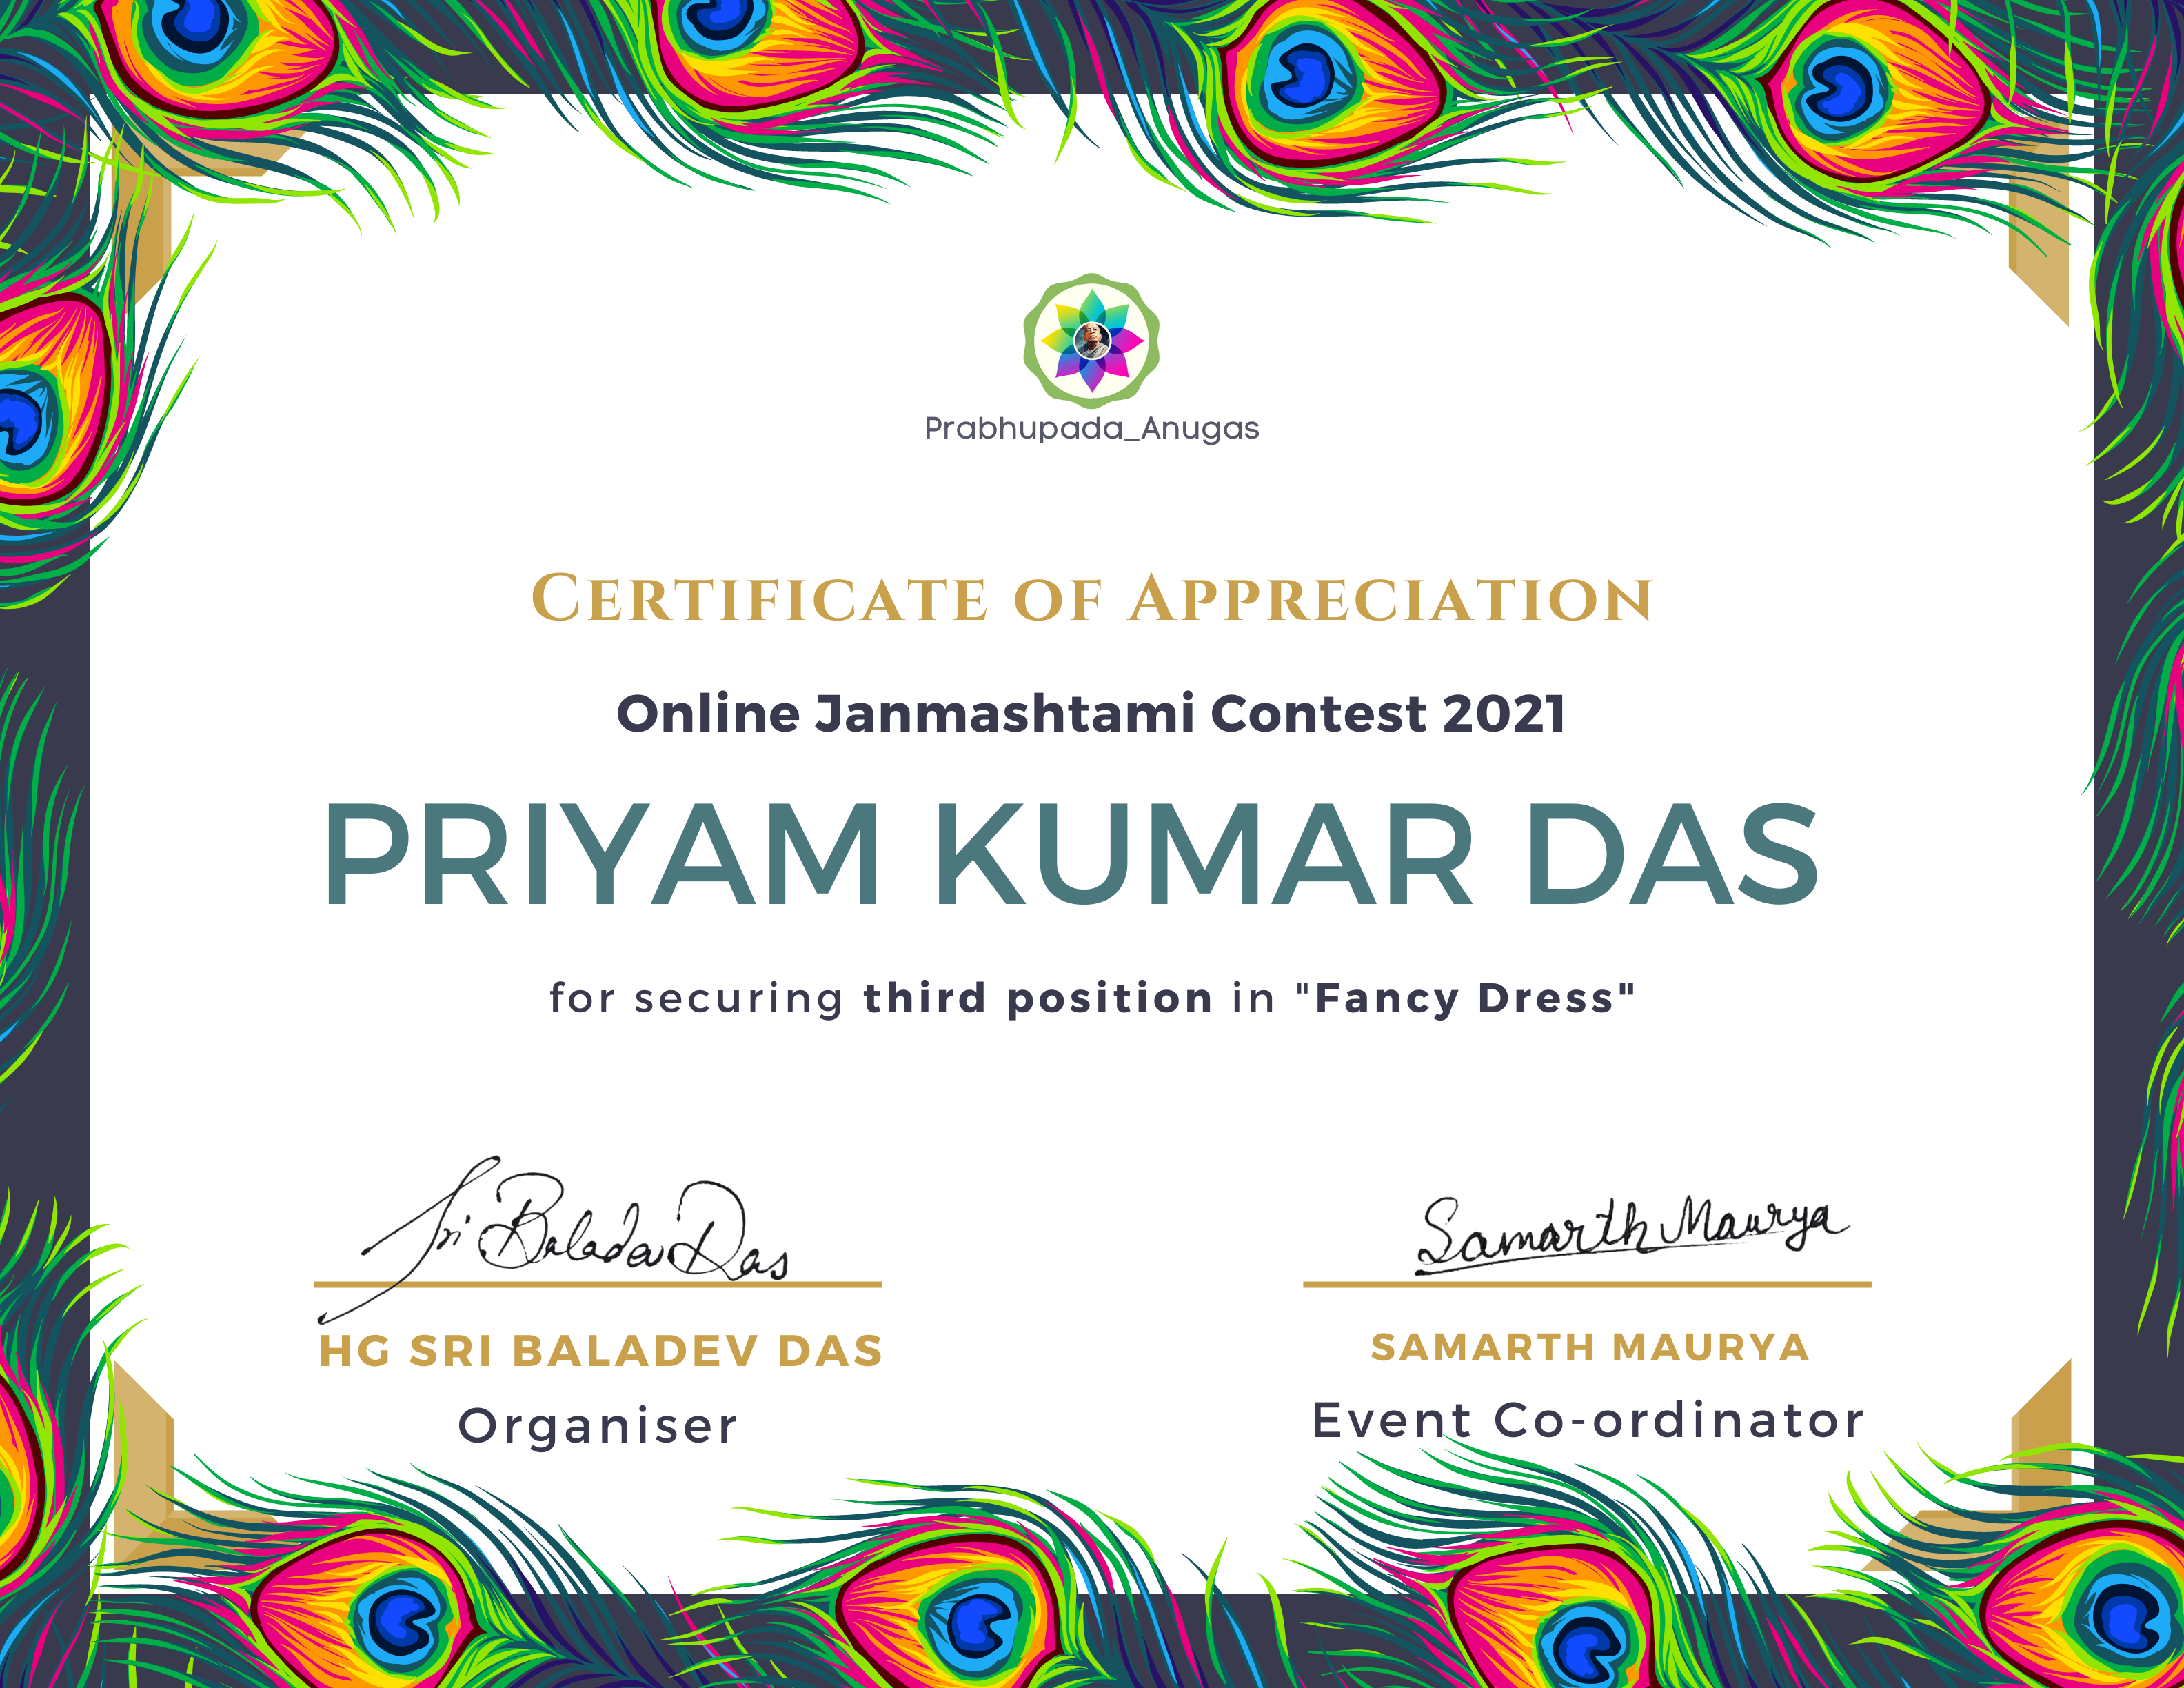 Prabhupada_Anugas
Certificate of Appreciation
Online Janmashtami Contest 2021
PRIYAM KUMAR DAS
for securing third position in "Fancy Dress"
Sri Baladev Das
Samarth Maurya
HG SRI BALADEV DAS
SAMARTH MAURYA
Organiser
Event Co-ordinator